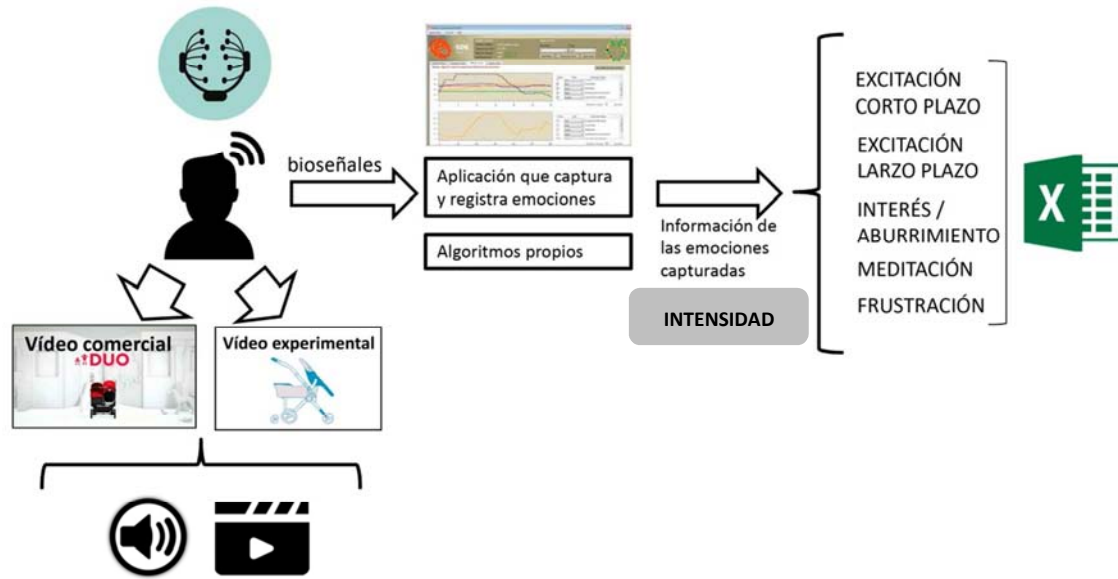 bioseñales
Aplicación que captura
y registra emociones
Algoritmos propios
Información de
las emociones
capturadas
INTENSIDAD
EXCITACIÓN
CORTO PLAZO
EXCITACIÓN
LARZO PLAZO
INTERÉS /
ABURRIMIENTO
MEDITACIÓN
FRUSTRACIÓN
X
Vídeo comercial
DUO
Vídeo experimental